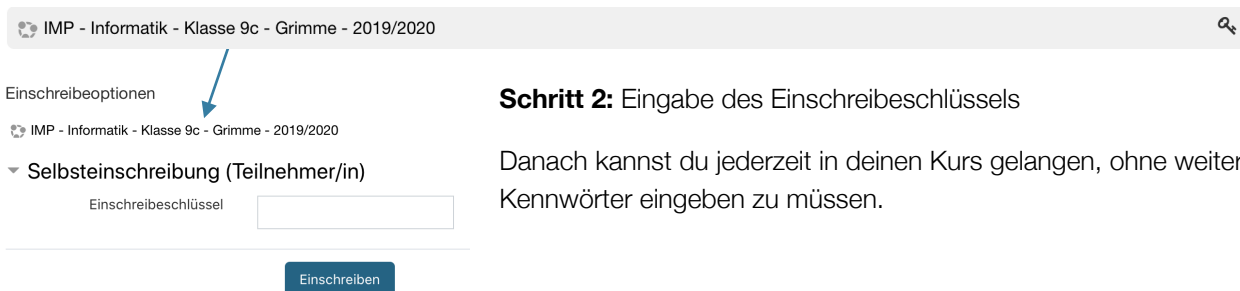 IMP - Informatik - Klasse 9c - Grimme - 2019/2020
Einschreibeoptionen
IMP - Informatik - Klasse 9c - Grimme - 2019/2020
Selbsteinschreibung (Teilnehmer/in)
Einschreibeschlüssel
Einschreiben
Schritt 2: Eingabe des Einschreibeschlüssels
Danach kannst du jederzeit in deinen Kurs gelangen, ohne weiter
Kennwörter eingeben zu müssen.